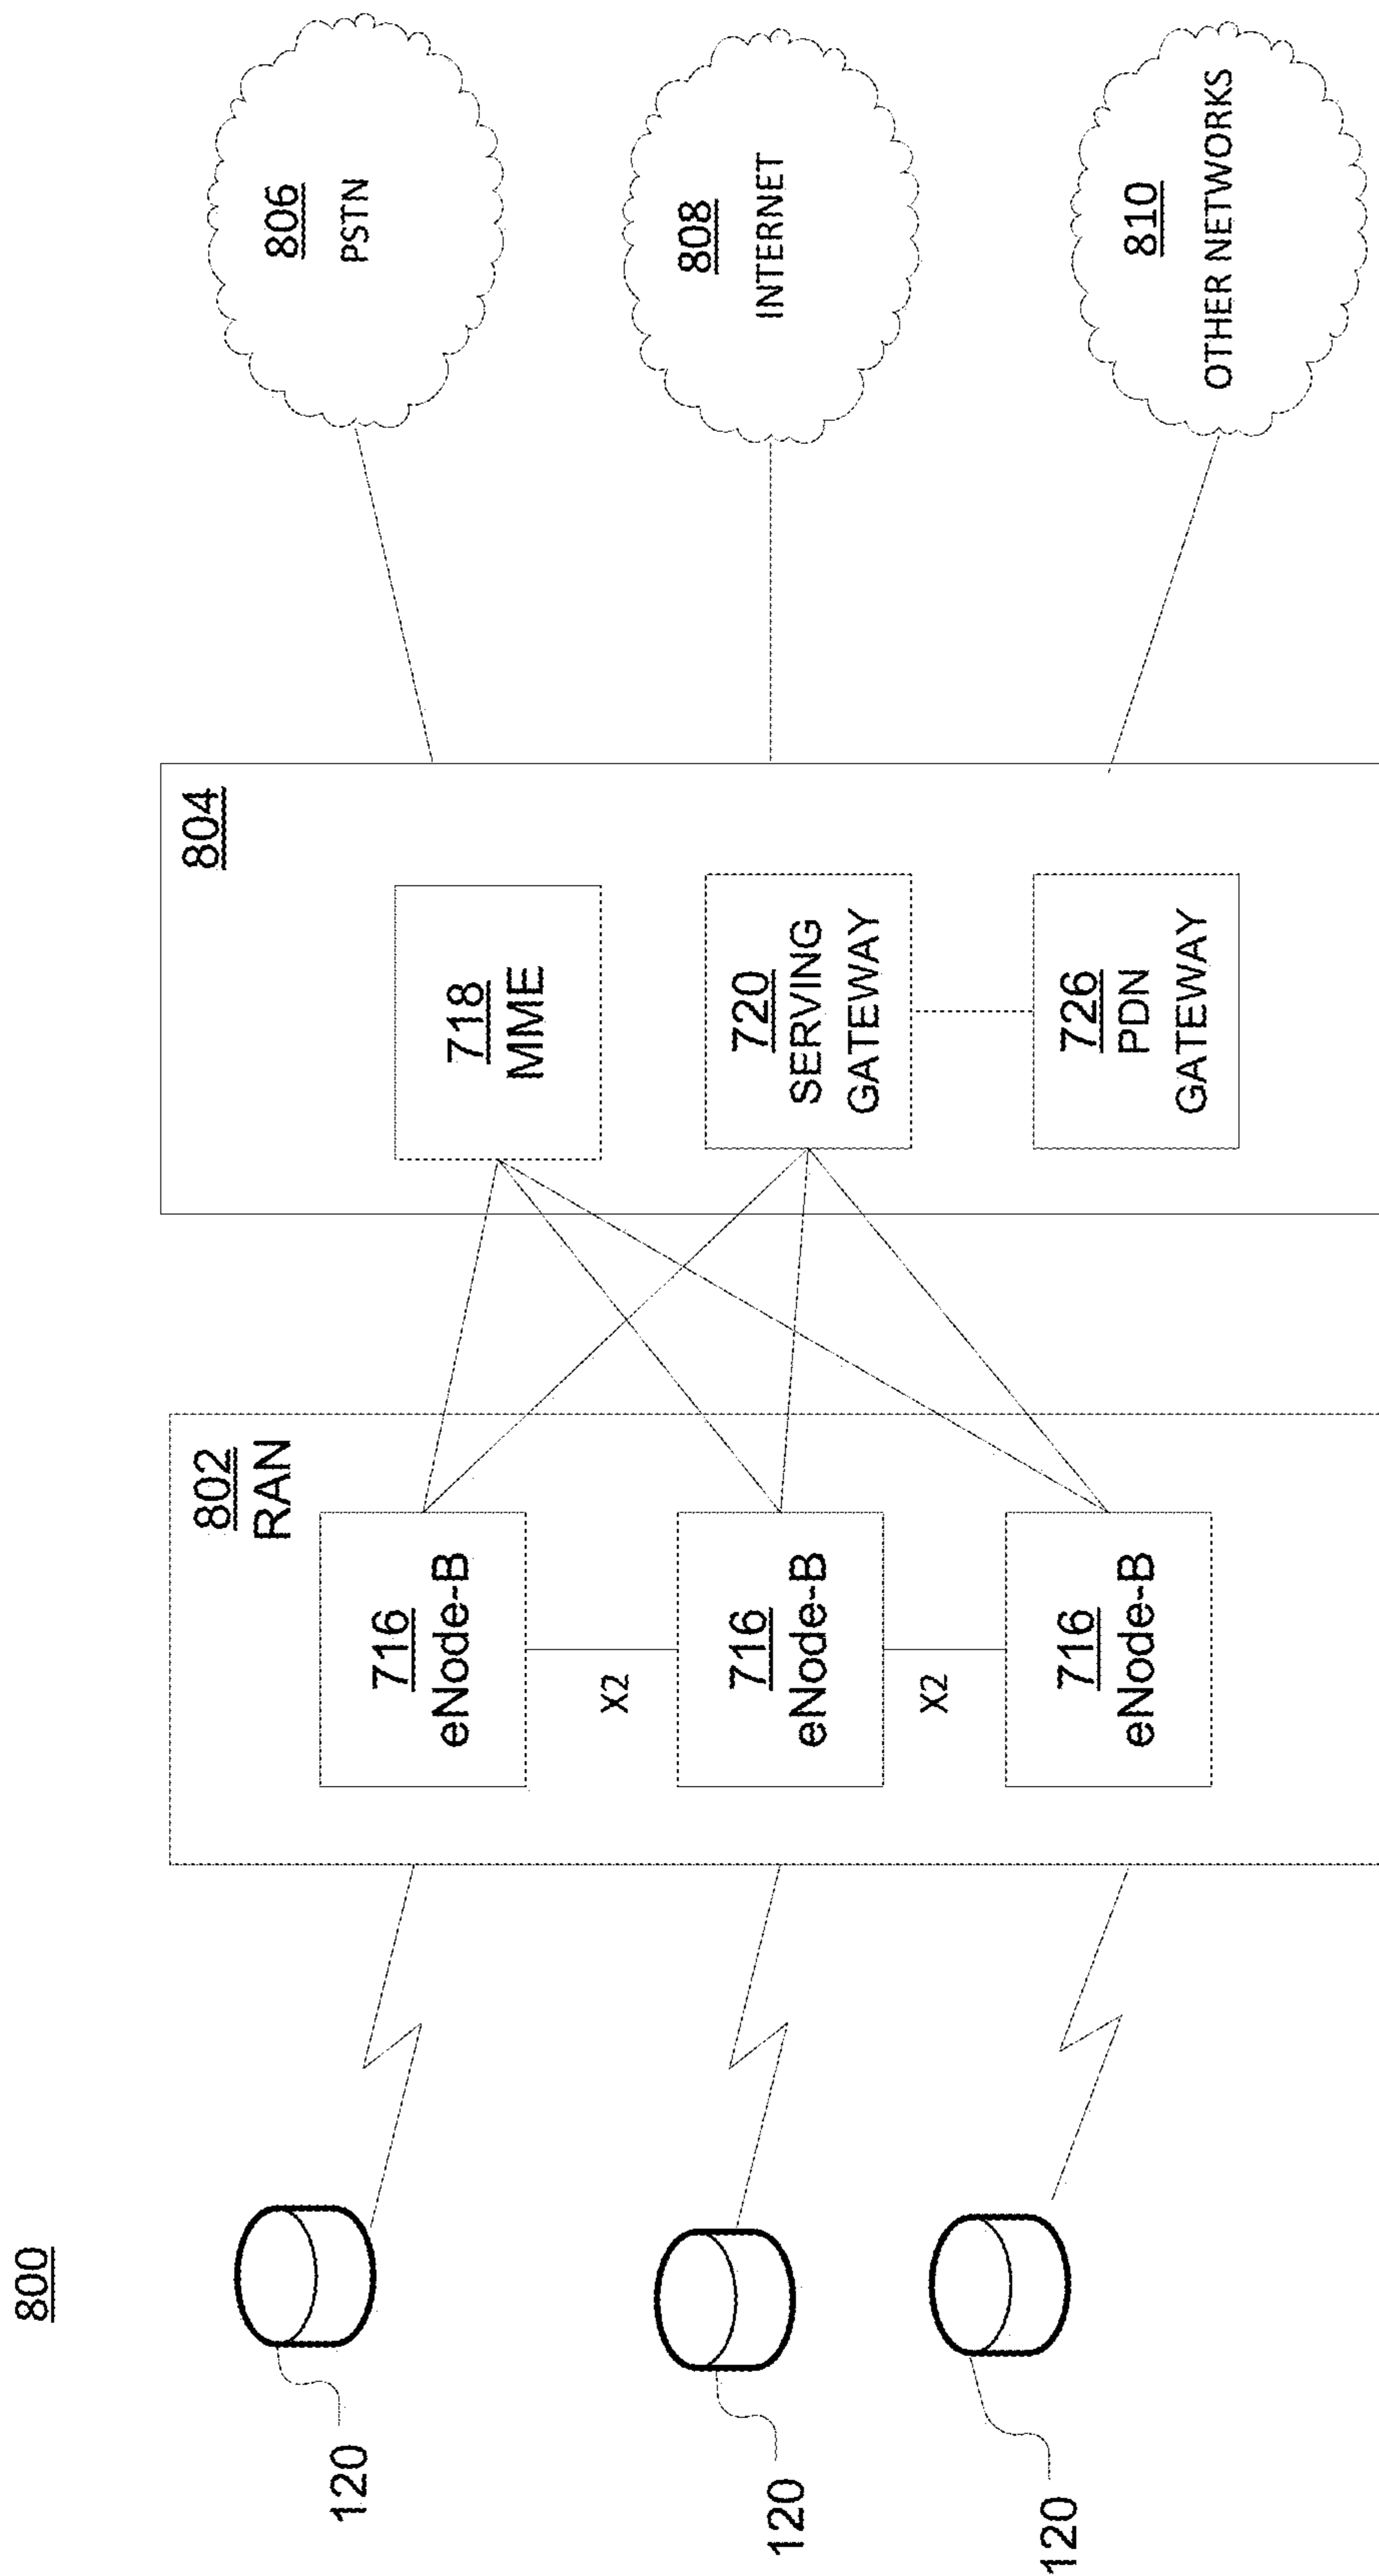 800
120
120
120
802
RAN
716
eNode-B
X2
716
eNode-B
X2
716
eNode-B
804
718
MME
720
SERVING
GATEWAY
726
PDN
GATEWAY
806
PSTN
808
INTERNET
810
OTHER NETWORKS